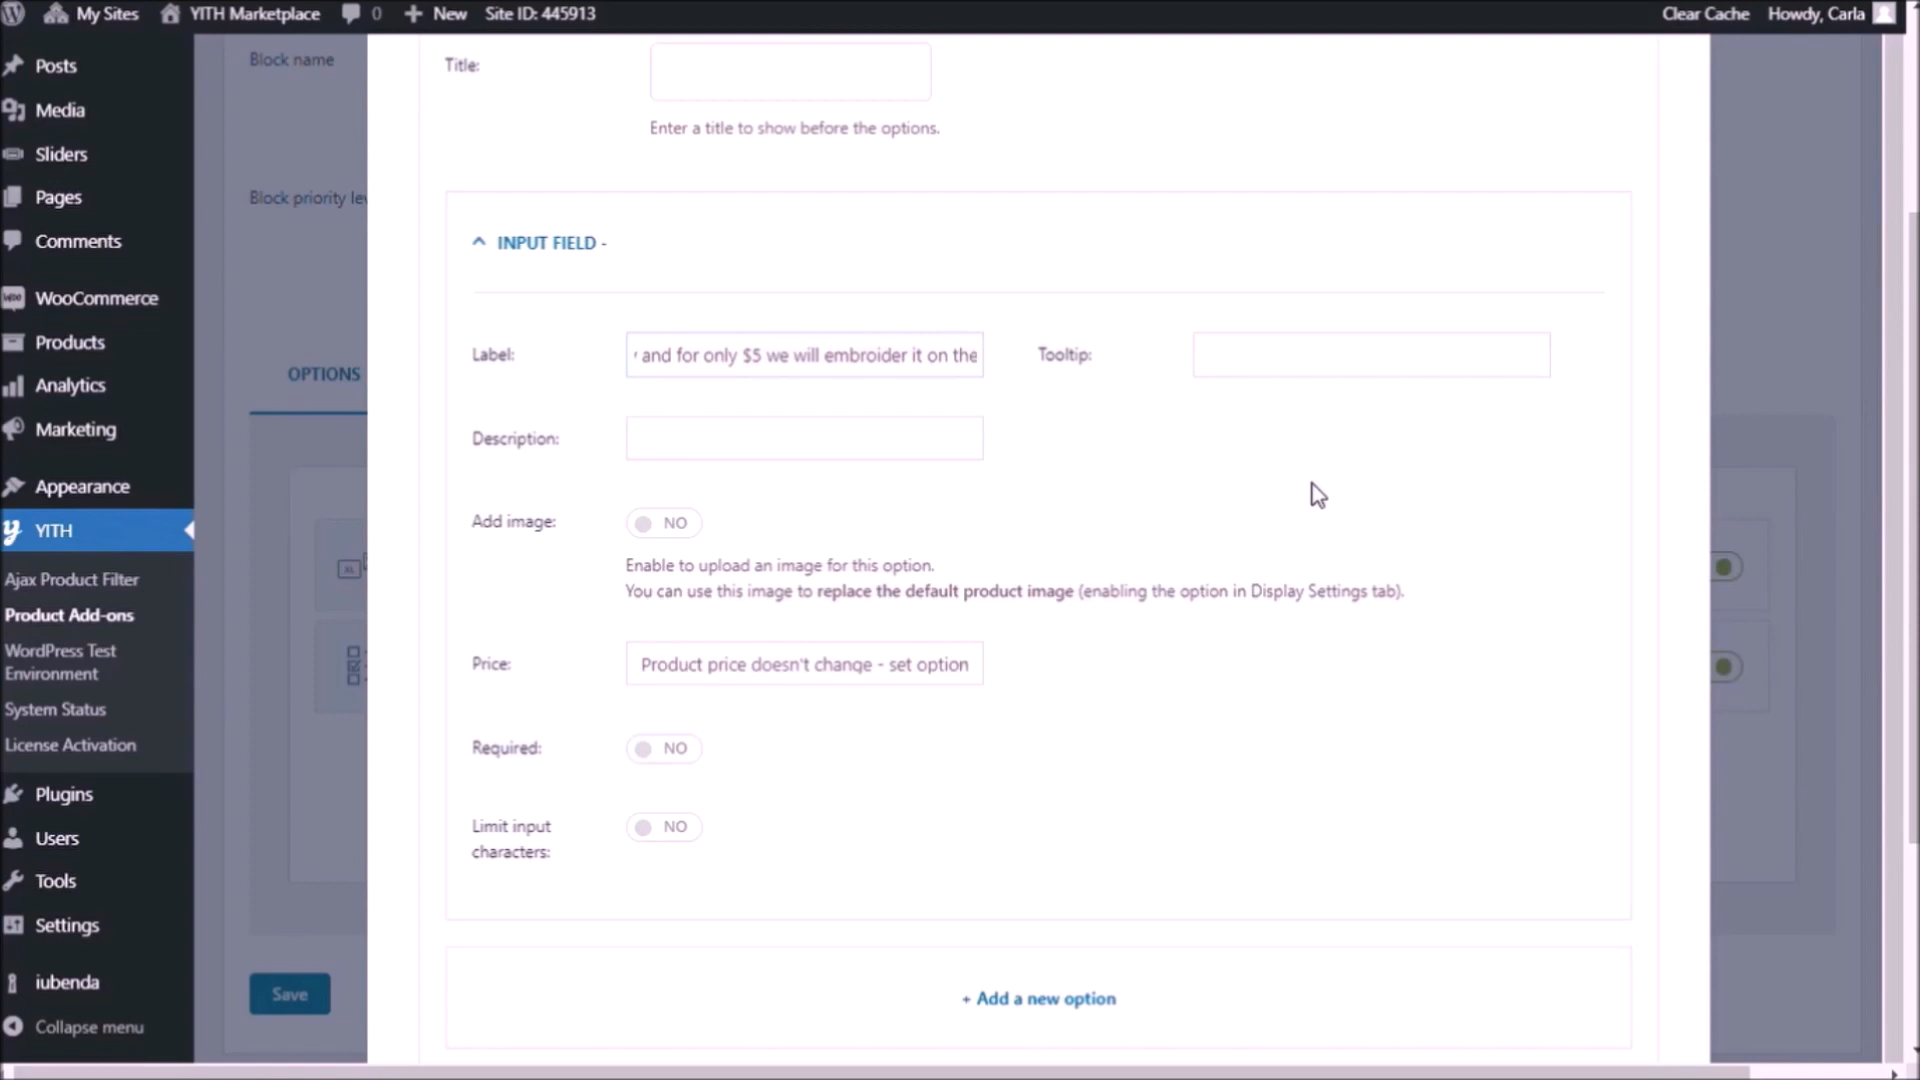 My Sites YITH Marketplace 0 New Site ID: 445913 Clear Cache Howdy, Carla
Posts
Media
Sliders
Pages
Comments
WooCommerce
Products
Analytics
Marketing
Appearance
YITH
Ajax Product Filter
Product Add-ons
WordPress Test
Environment
System Status
License Activation
Plugins
Users
Tools
Settings
iubenda
Collapse menu
Block name
Block priority lev
OPTIONS
XL
Save
Title:
Enter a title to show before the options.
INPUT FIELD -
Label: and for only $5 we will embroider it on the Tooltip:
Description:
Add image: NO
Enable to upload an image for this option.
You can use this image to replace the default product image (enabling the option in Display Settings tab).
Price: Product price doesn't change - set option
Required: NO
Limit input
characters: NO
+ Add a new option